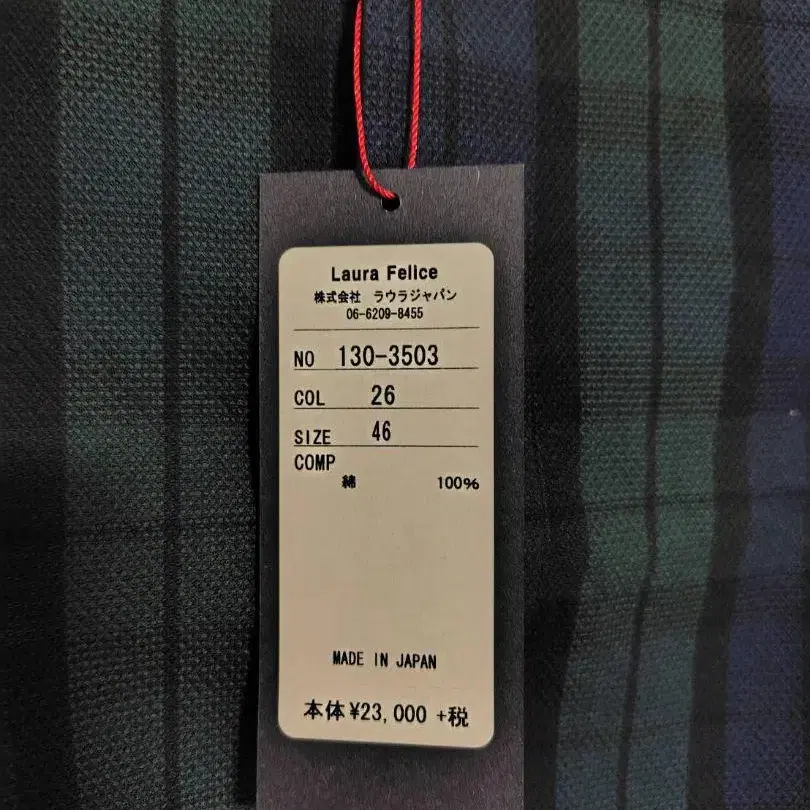 Laura Felice
株式会社 ラウラジャパン
06-6209-8455
NO 130-3503
COL 26
SIZE 46
COMP
綿 100%
MADE IN JAPAN
本体 ¥23,000 +税